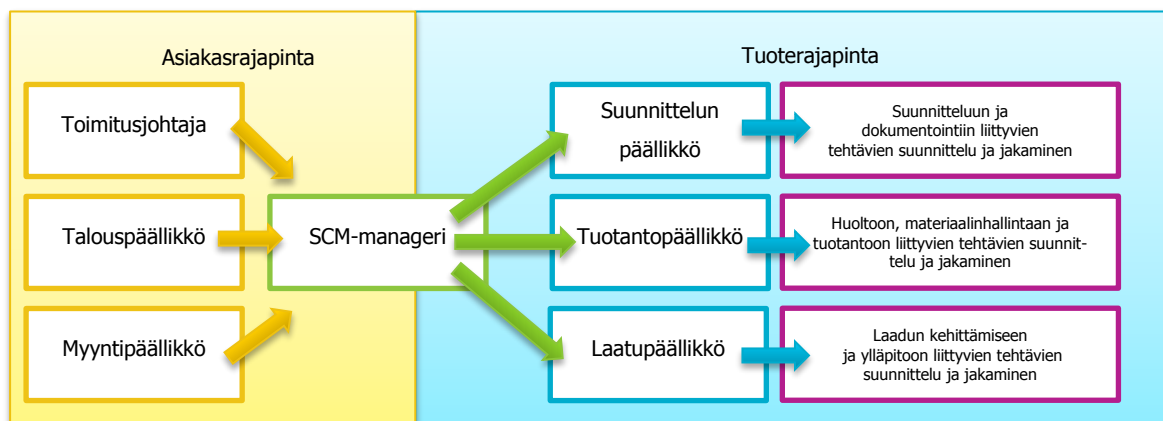 Asiakasrajapinta
Toimitusjohtaja
Talouspäällikkö
Myyntipäällikkö
SCM-manageri
Tuoterajapinta
Suunnittelun
päällikkö
Suunnitteluun ja
dokumentointiin liittyvien
tehtävien suunnittelu ja jakaminen
Tuotantopäällikkö
Huoltoon, materiaalinhallintaan ja
tuotantoon liittyvien tehtävien suunnit-
telu ja jakaminen
Laatupäällikkö
Laadun kehittämiseen
ja ylläpitoon liittyvien tehtävien
suunnittelu ja jakaminen